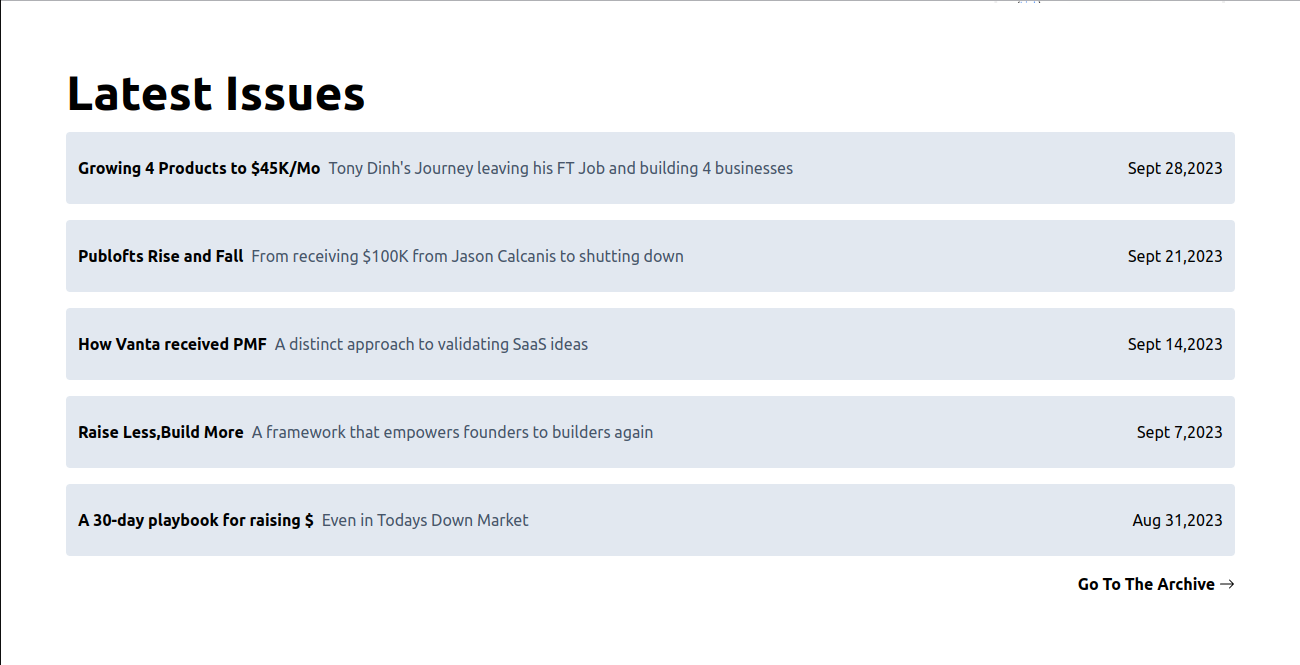 Latest Issues
Growing 4 Products to $45K/Mo Tony Dinh's Journey leaving his FT Job and building 4 businesses Sept 28,2023
Publofts Rise and Fall From receiving $100K from Jason Calcanis to shutting down Sept 21,2023
How Vanta received PMF A distinct approach to validating SaaS ideas Sept 14,2023
Raise Less,Build More A framework that empowers founders to builders again Sept 7,2023
A 30-day playbook for raising $ Even in Todays Down Market Aug 31,2023
Go To The Archive →